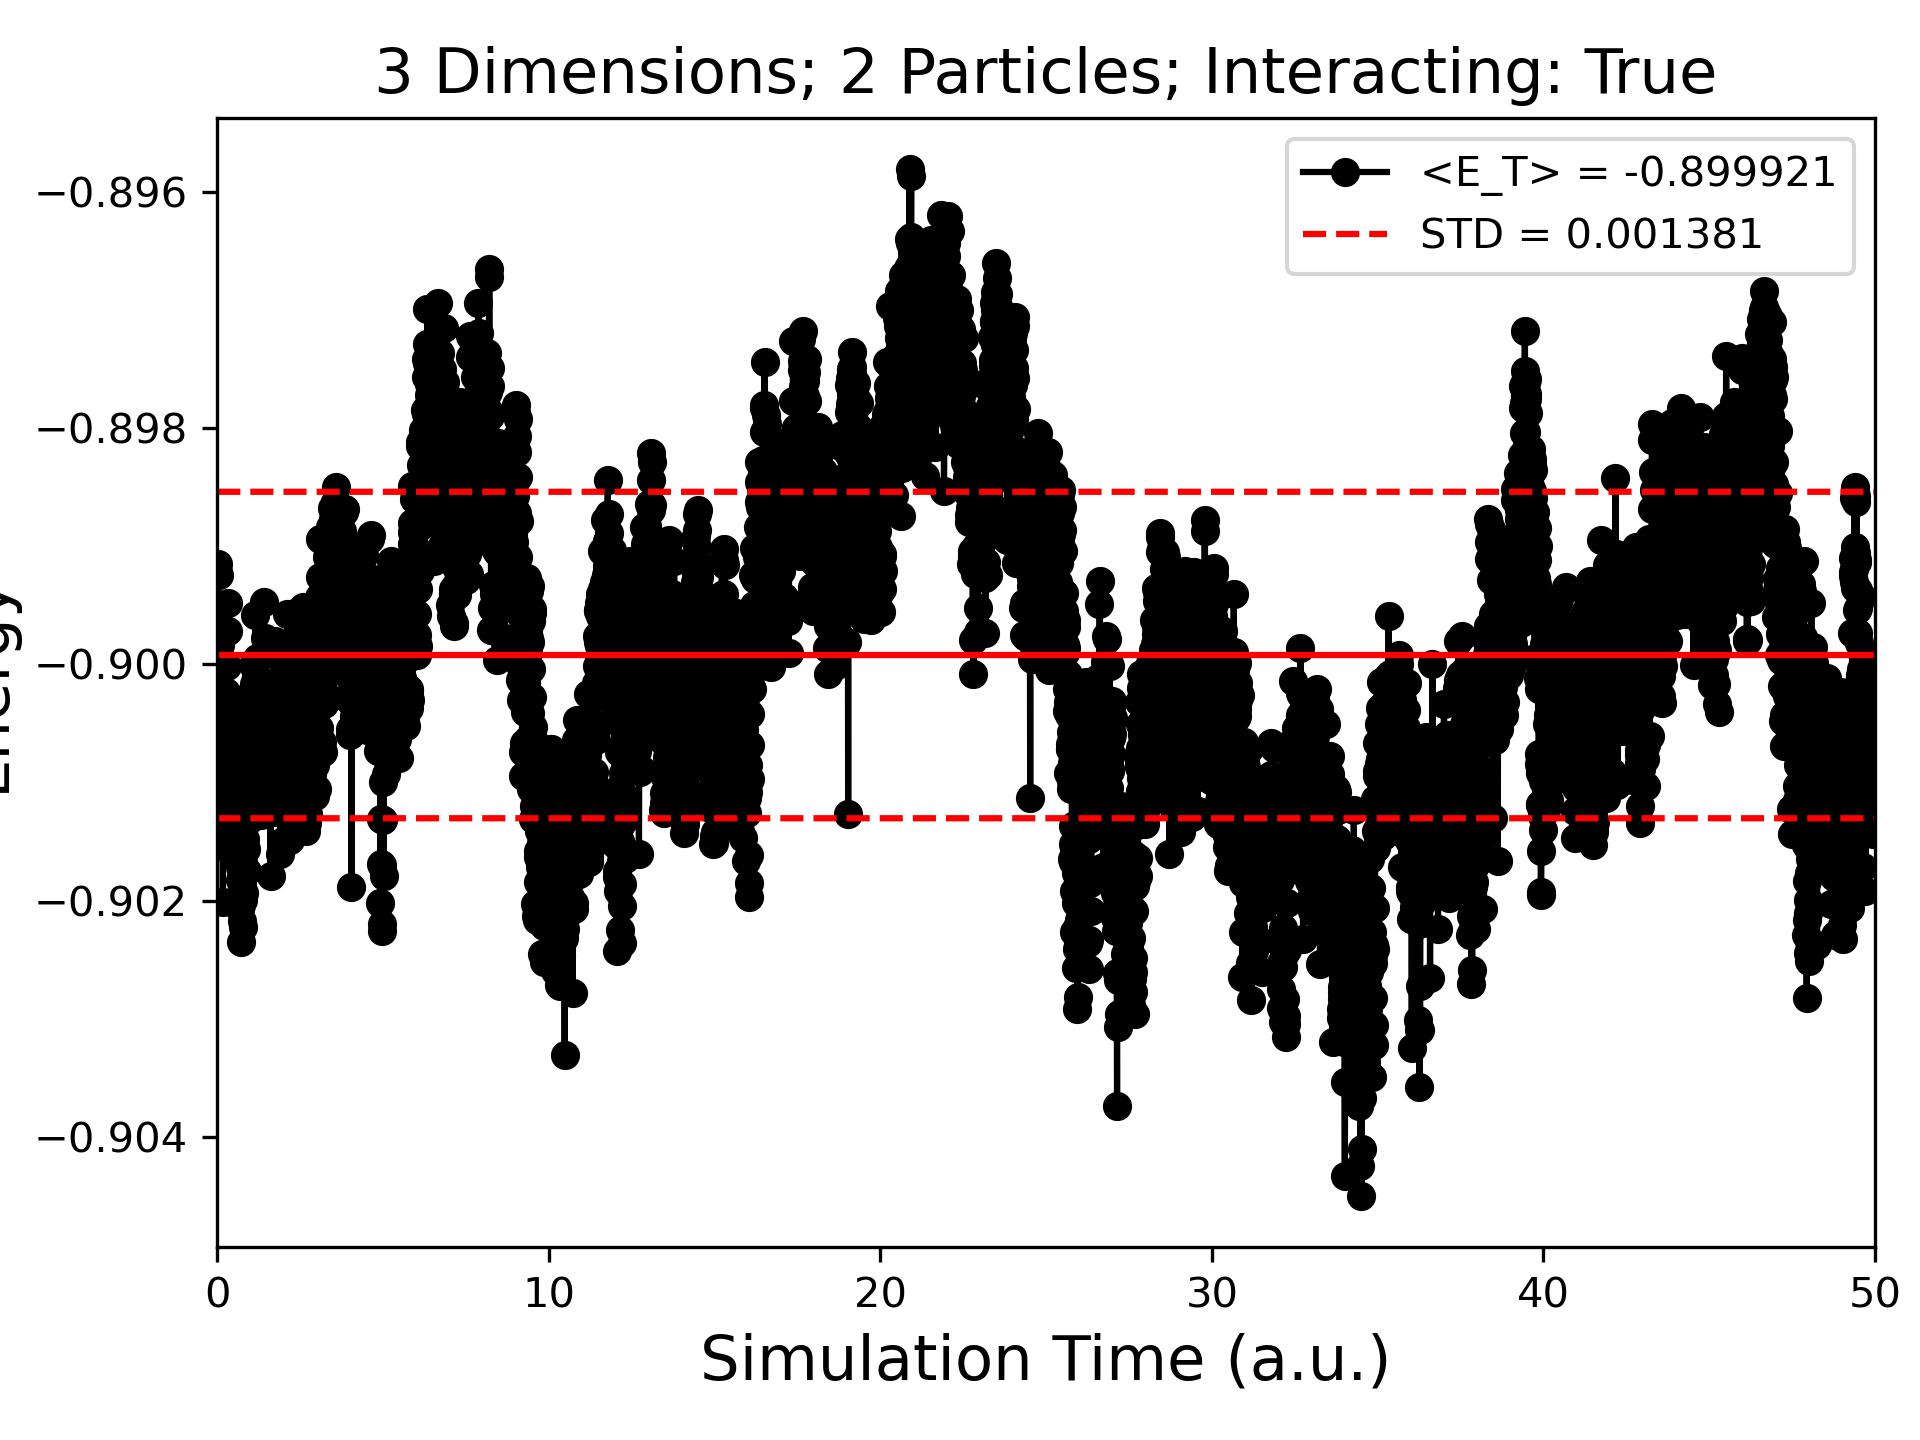 3 Dimensions; 2 Particles; Interacting: True
<E_T> = -0.899921
STD = 0.001381
Energy
−0.896
−0.898
−0.900
−0.902
−0.904
0 10 20 30 40 50
Simulation Time (a.u.)